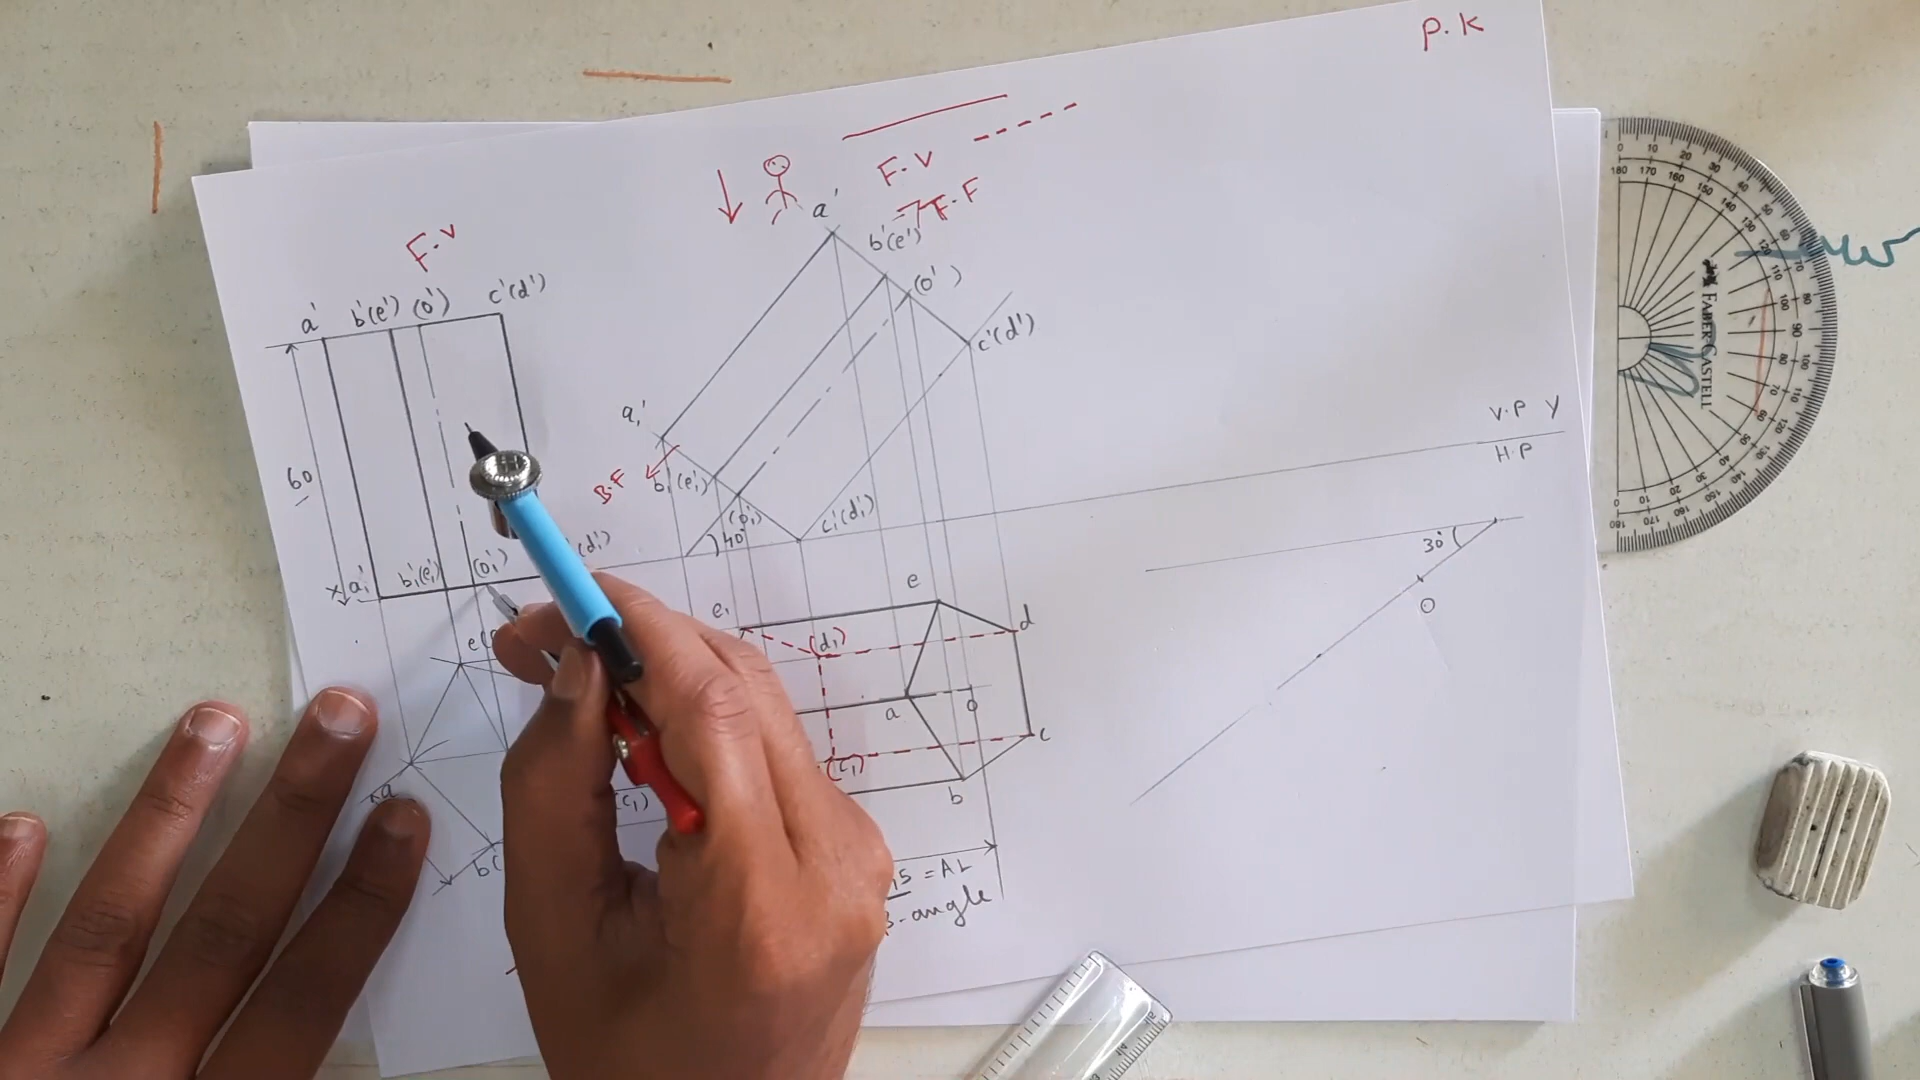 P.K
F.V
F.V
T.F
a'
b'(e')
(o')
c'(d')
a'
b'(e')
(o')
c'(d')
60
a₁'
B.F
b₁'(e₁')
(o₁')
c₁'(d₁')
40°
V.P Y
H.P
X
a₁'
b₁'(e₁')
(o₁')
(d₁')
30°
O
e
e₁
d
(d₁)
a
o
c
(c₁)
b
a
(c₁)
= AL
β-angle
FABER CASTELL